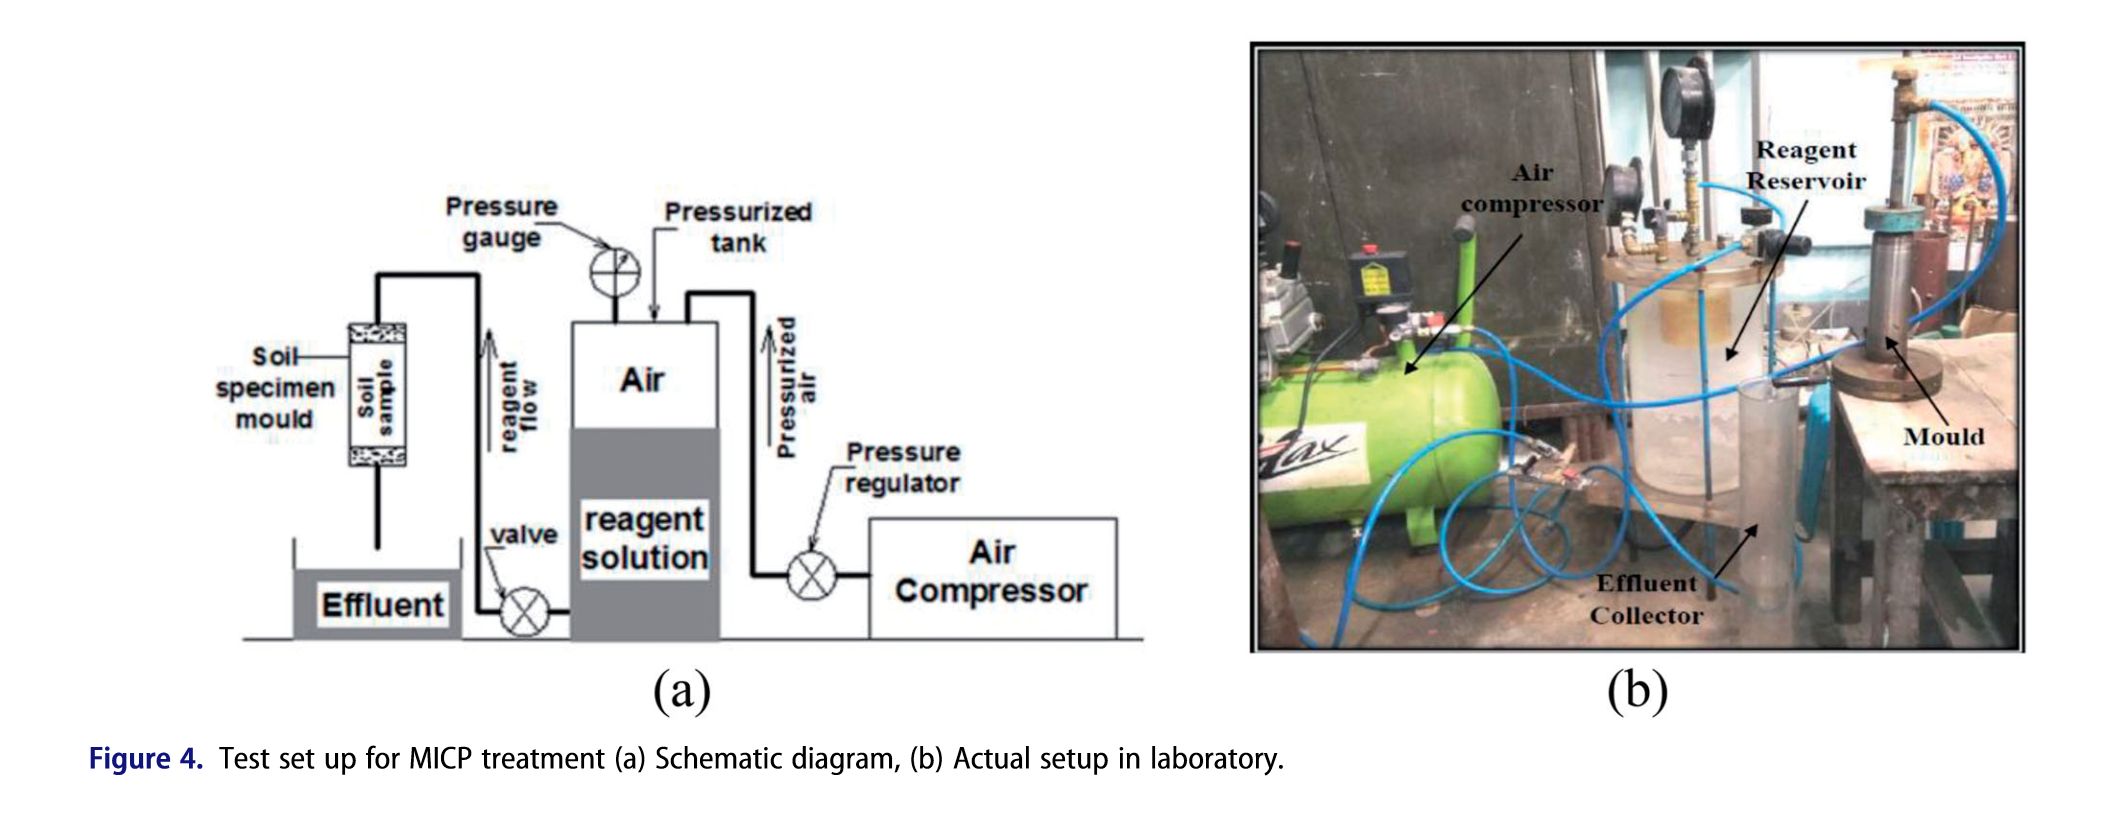 Pressure
gauge
Pressurized
tank
Soil
specimen
mould
Soil
sample
reagent
flow
Air
Pressurized
air
Pressure
regulator
valve
reagent
solution
Air
Compressor
Effluent
(a)
Air
compressor
Reagent
Reservoir
Mould
Effluent
Collector
(b)
Figure 4. Test set up for MICP treatment (a) Schematic diagram, (b) Actual setup in laboratory.